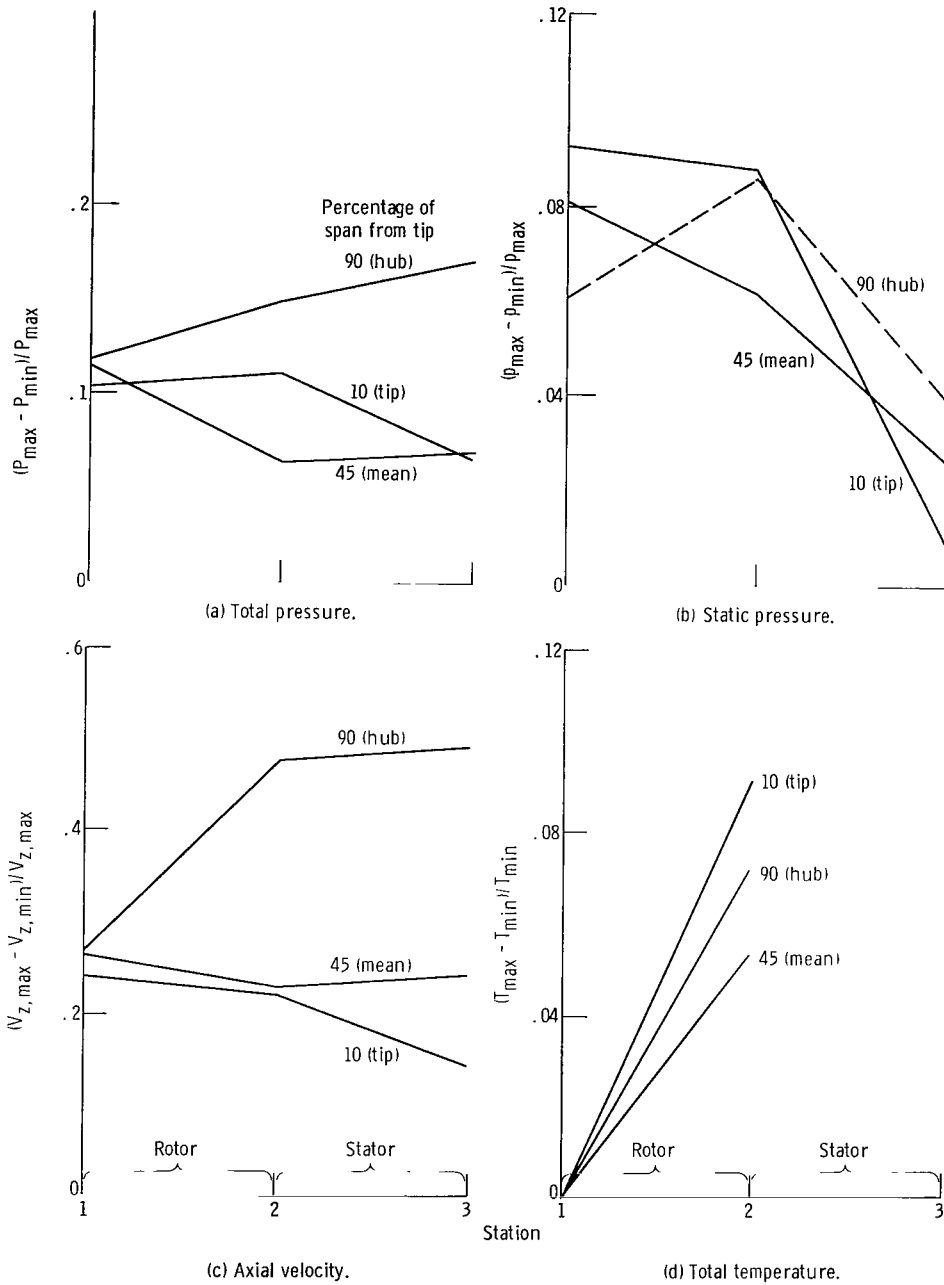 .2
.1
0
(P_max - P_min)/P_max
Percentage of
span from tip
90 (hub)
10 (tip)
45 (mean)
(a) Total pressure.
.12
.08
.04
0
(p_max - p_min)/p_max
90 (hub)
45 (mean)
10 (tip)
(b) Static pressure.
.6
.4
.2
0
(V_z, max - V_z, min)/V_z, max
90 (hub)
45 (mean)
10 (tip)
Rotor
Stator
1
2
3
(c) Axial velocity.
.12
.08
.04
0
(T_max - T_min)/T_min
10 (tip)
90 (hub)
45 (mean)
Rotor
Stator
1
2
3
Station
(d) Total temperature.